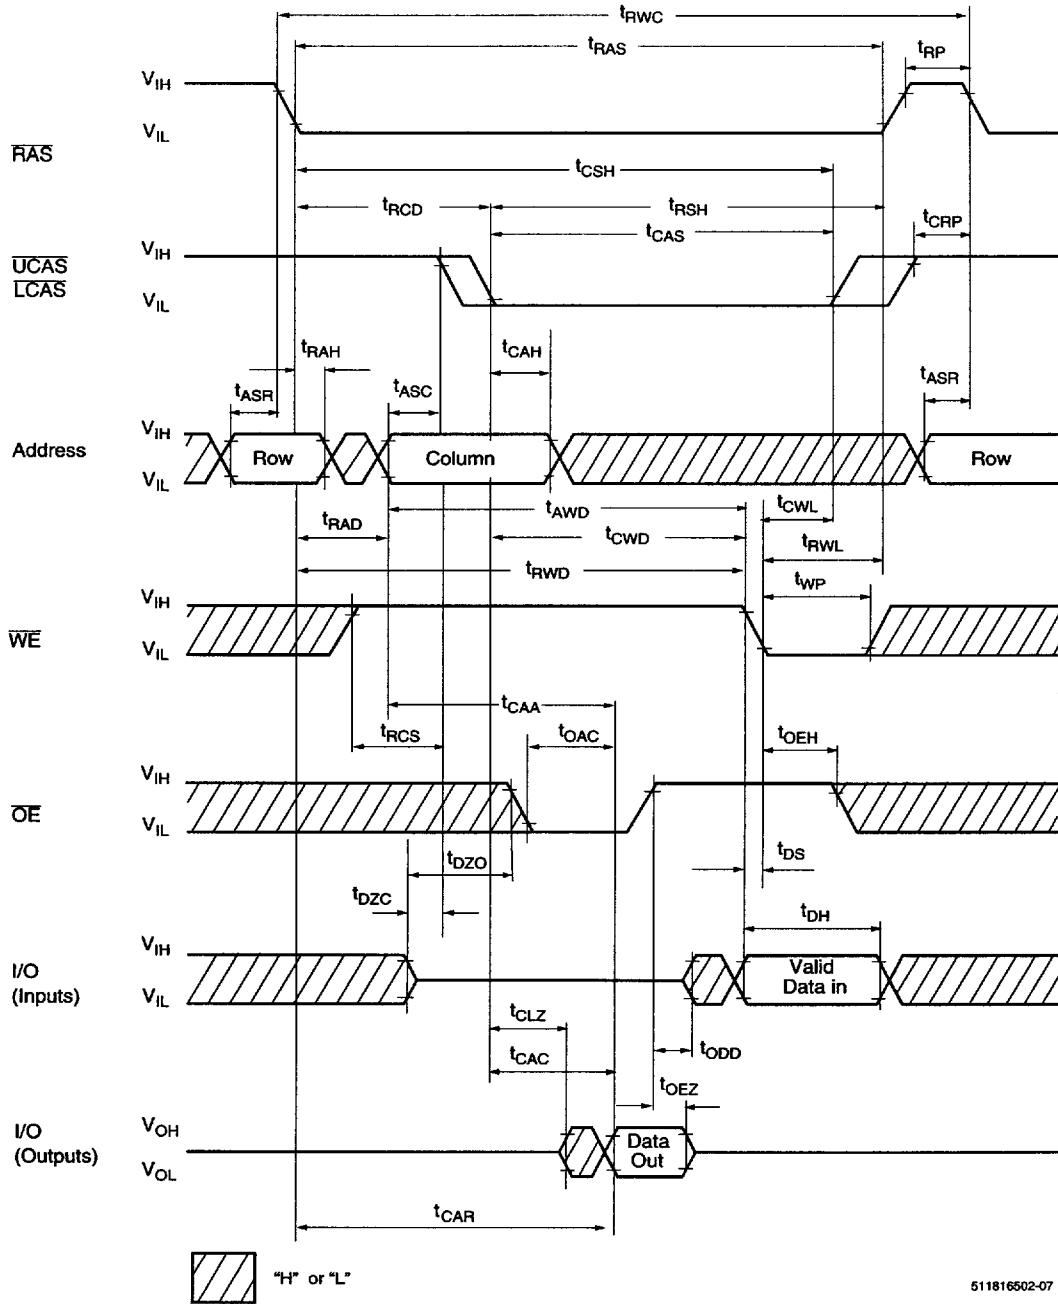 tRWC
tRAS
tRP
VIH
VIL
RAS
tCSH
tRCD
tRSH
tCRP
tCAS
VIH
UCAS
LCAS
VIL
tRAH
tCAH
tASR
tASC
tASR
VIH
Address
Row
Column
Row
VIL
tAWD
tCWL
tRAD
tCWD
tRWL
tRWD
tWP
VIH
WE
VIL
tCAA
tRCS
tOAC
tOEH
VIH
OE
VIL
tDZO
tDS
tDZC
tDH
VIH
I/O
(Inputs)
VIL
Valid
Data in
tCLZ
tODD
tCAC
tOEZ
VOH
I/O
(Outputs)
VOL
Data
Out
tCAR
"H" or "L"
511816502-07